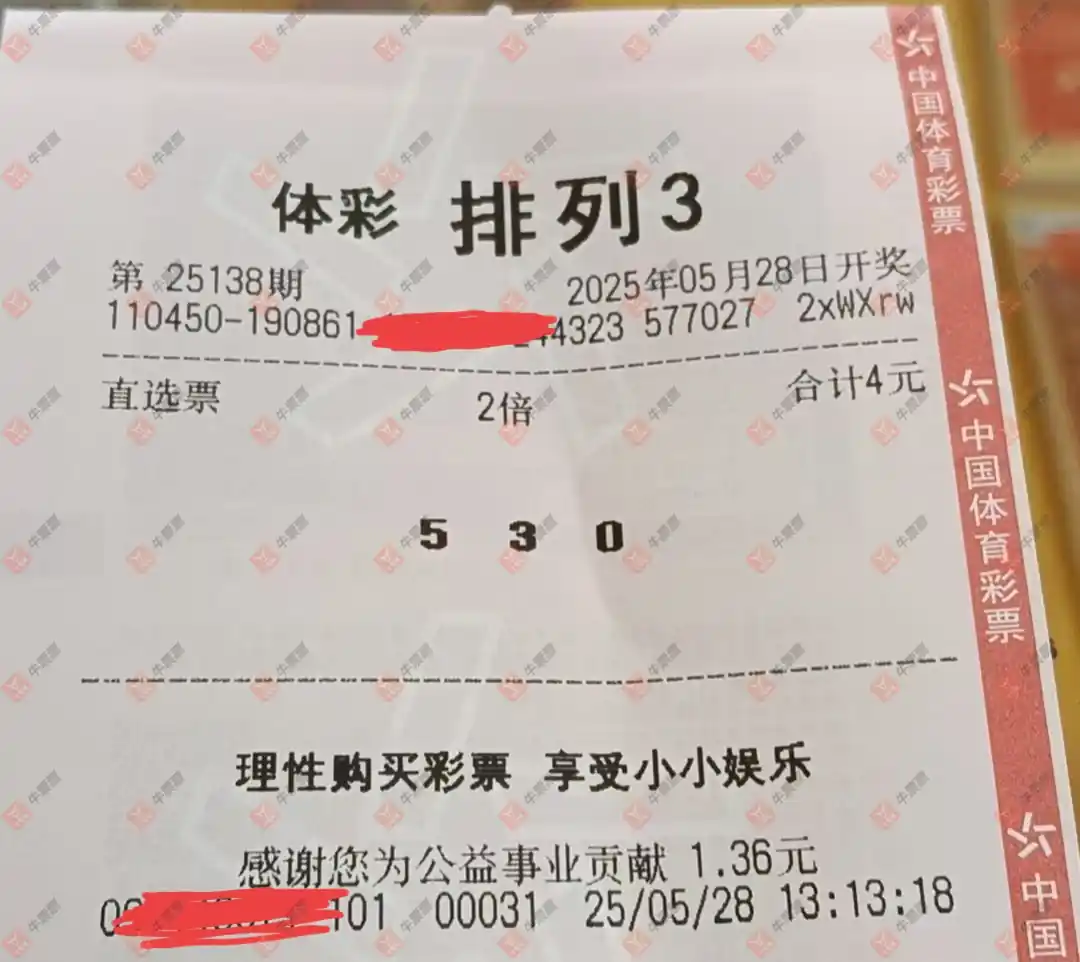 体彩 排列3
第 25138期 2025年05月28日开奖
110450-190861 44323 577027 2xWXrw
直选票 2倍 合计4元
5 3 0
理性购买彩票 享受小小娱乐
感谢您为公益事业贡献 1.36元
101 00031 25/05/28 13:13:18
中国体育彩票
中国体育彩票
中国
牛票票